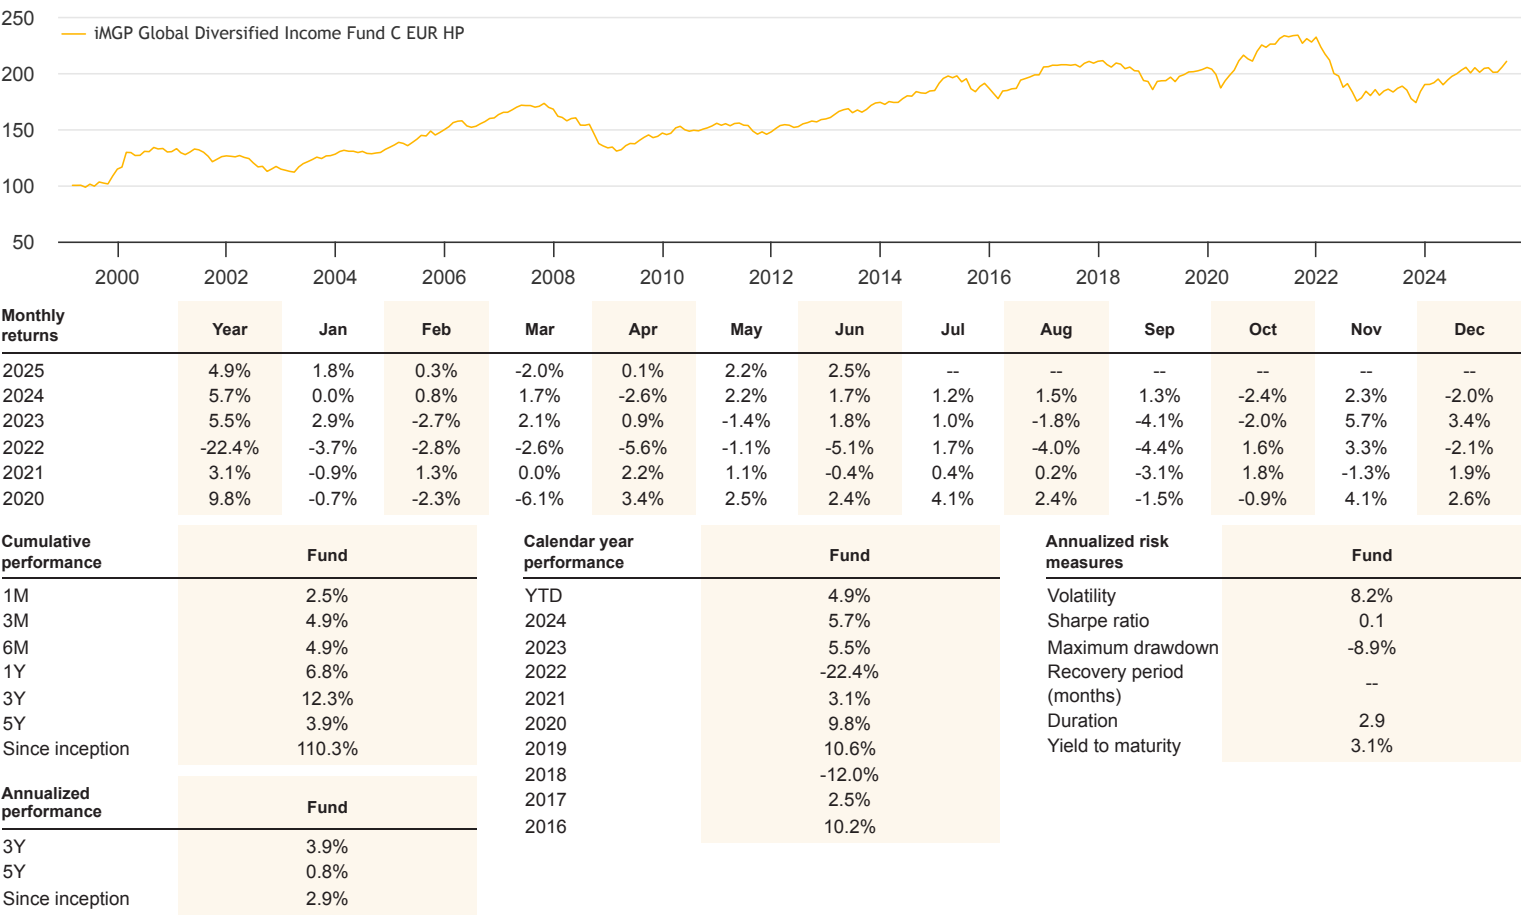 250
iMGP Global Diversified Income Fund C EUR HP
200
150
100
50
2000 2002 2004 2006 2008 2010 2012 2014 2016 2018 2020 2022 2024
Monthly
returns Year Jan Feb Mar Apr May Jun Jul Aug Sep Oct Nov Dec
2025 4.9% 1.8% 0.3% -2.0% 0.1% 2.2% 2.5% -- -- -- -- -- --
2024 5.7% 0.0% 0.8% 1.7% -2.6% 2.2% 1.7% 1.2% 1.5% 1.3% -2.4% 2.3% -2.0%
2023 5.5% 2.9% -2.7% 2.1% 0.9% -1.4% 1.8% 1.0% -1.8% -4.1% -2.0% 5.7% 3.4%
2022 -22.4% -3.7% -2.8% -2.6% -5.6% -1.1% -5.1% 1.7% -4.0% -4.4% 1.6% 3.3% -2.1%
2021 3.1% -0.9% 1.3% 0.0% 2.2% 1.1% -0.4% 0.4% 0.2% -3.1% 1.8% -1.3% 1.9%
2020 9.8% -0.7% -2.3% -6.1% 3.4% 2.5% 2.4% 4.1% 2.4% -1.5% -0.9% 4.1% 2.6%
Cumulative
performance Fund
1M 2.5%
3M 4.9%
6M 4.9%
1Y 6.8%
3Y 12.3%
5Y 3.9%
Since inception 110.3%
Annualized
performance Fund
3Y 3.9%
5Y 0.8%
Since inception 2.9%
Calendar year
performance Fund
YTD 4.9%
2024 5.7%
2023 5.5%
2022 -22.4%
2021 3.1%
2020 9.8%
2019 10.6%
2018 -12.0%
2017 2.5%
2016 10.2%
Annualized risk
measures Fund
Volatility 8.2%
Sharpe ratio 0.1
Maximum drawdown -8.9%
Recovery period
(months) --
Duration 2.9
Yield to maturity 3.1%